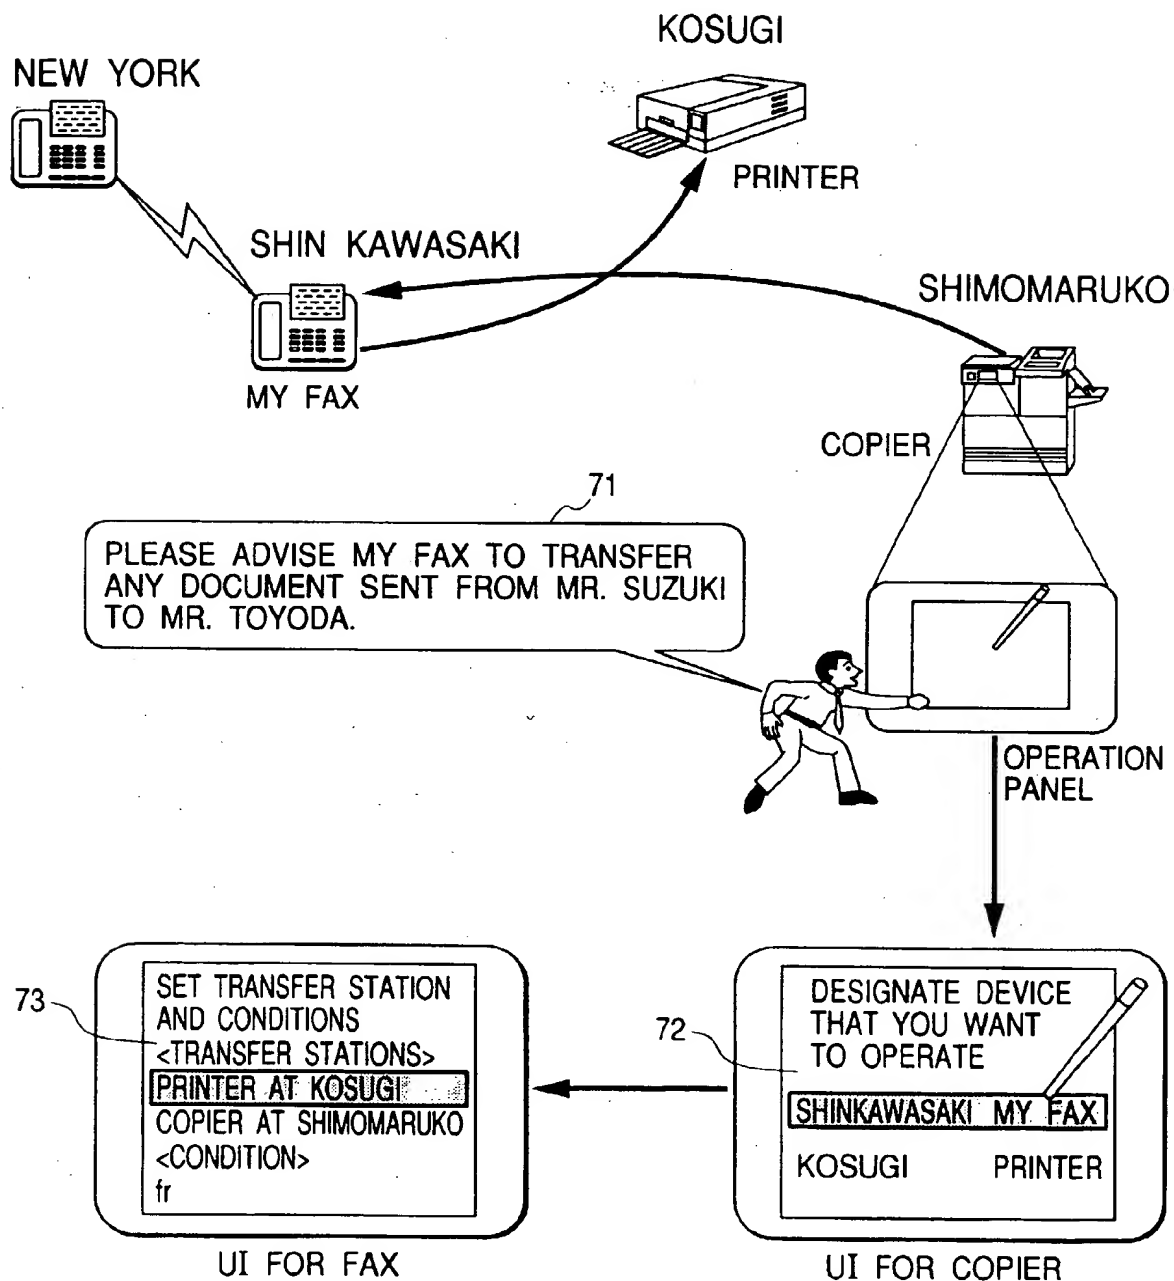 KOSUGI
NEW YORK
PRINTER
SHIN KAWASAKI
SHIMOMARUKO
MY FAX
COPIER
71
PLEASE ADVISE MY FAX TO TRANSFER
ANY DOCUMENT SENT FROM MR. SUZUKI
TO MR. TOYODA.
OPERATION
PANEL
73
SET TRANSFER STATION
AND CONDITIONS
<TRANSFER STATIONS>
PRINTER AT KOSUGI
COPIER AT SHIMOMARUKO
<CONDITION>
fr
UI FOR FAX
72
DESIGNATE DEVICE
THAT YOU WANT
TO OPERATE
SHINKAWASAKI MY FAX
KOSUGI PRINTER
UI FOR COPIER